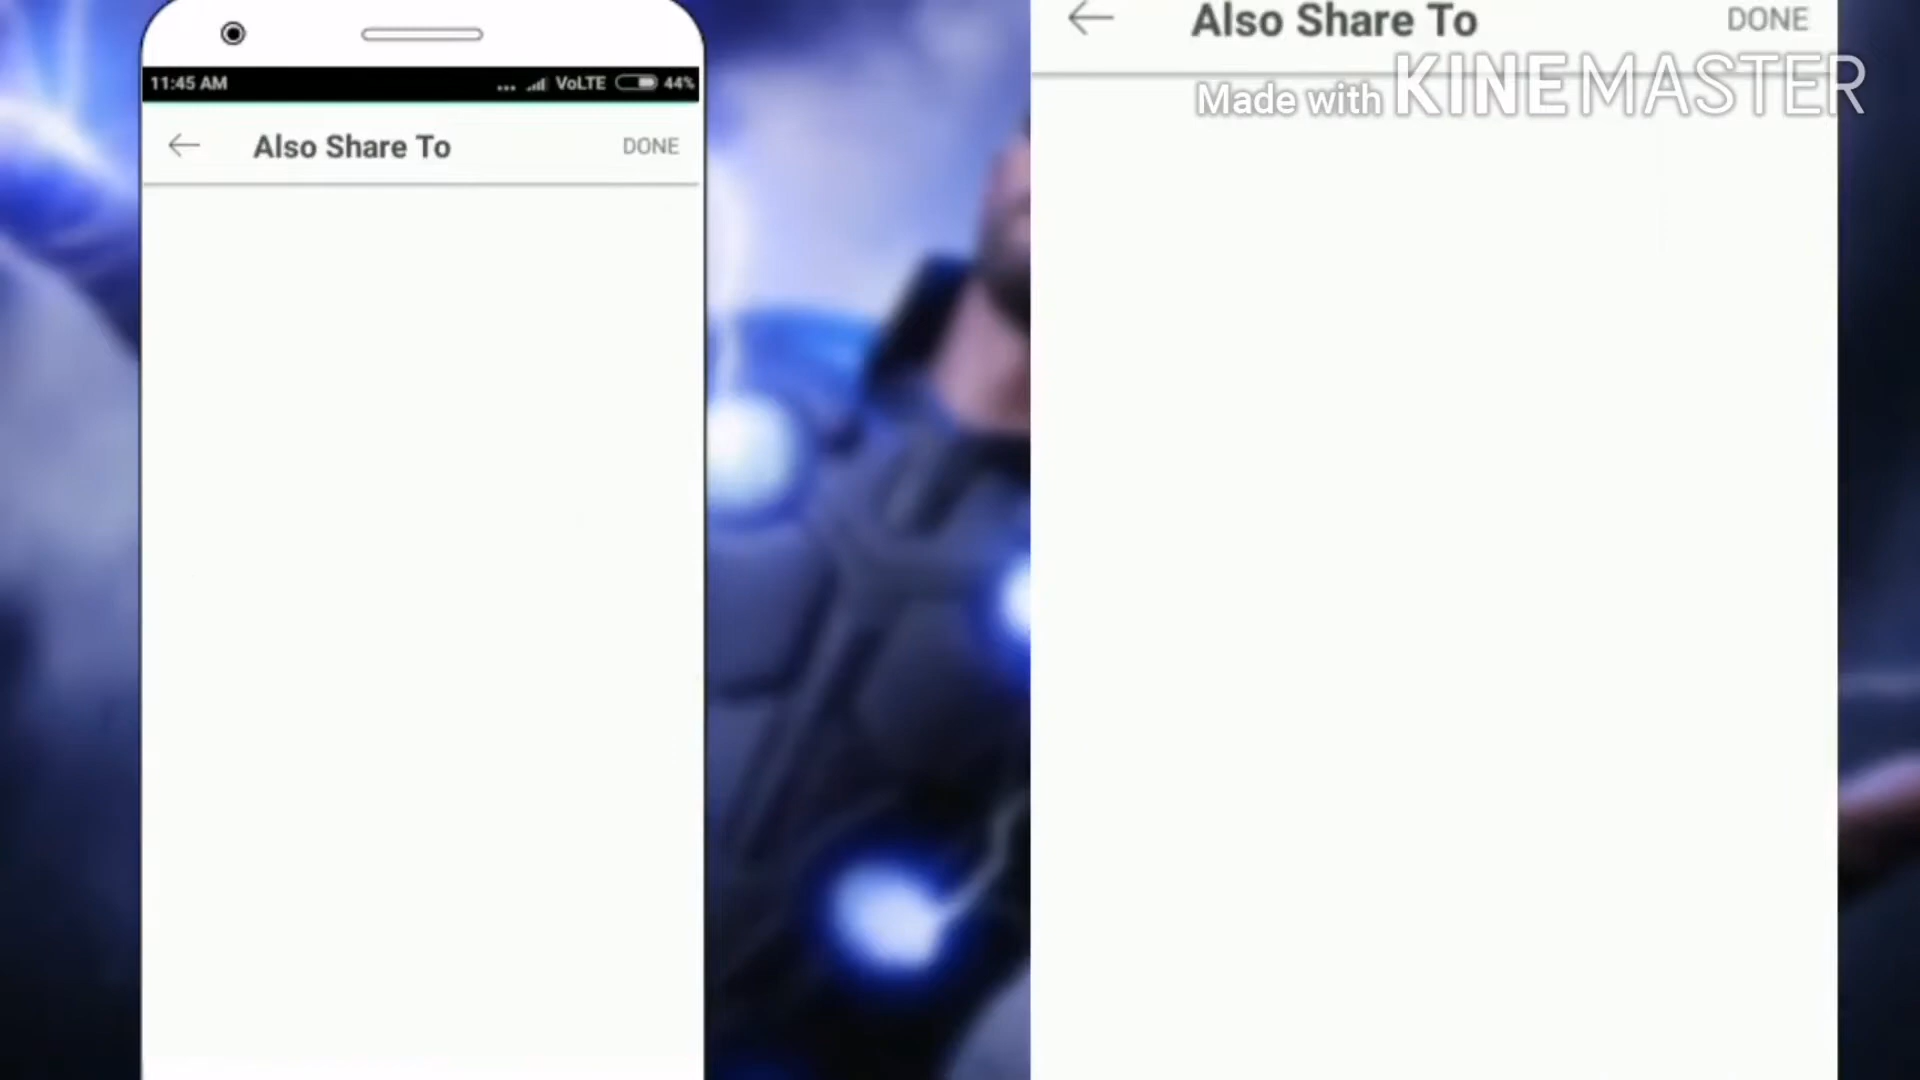 11:45 AM ... VoLTE 44%
← Also Share To DONE
← Also Share To DONE
Made with KINEMASTER